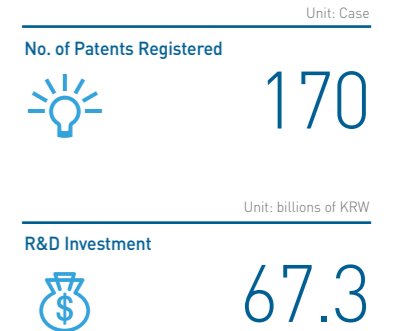 Unit: Case
No. of Patents Registered
170
Unit: billions of KRW
R&D Investment
$
67.3